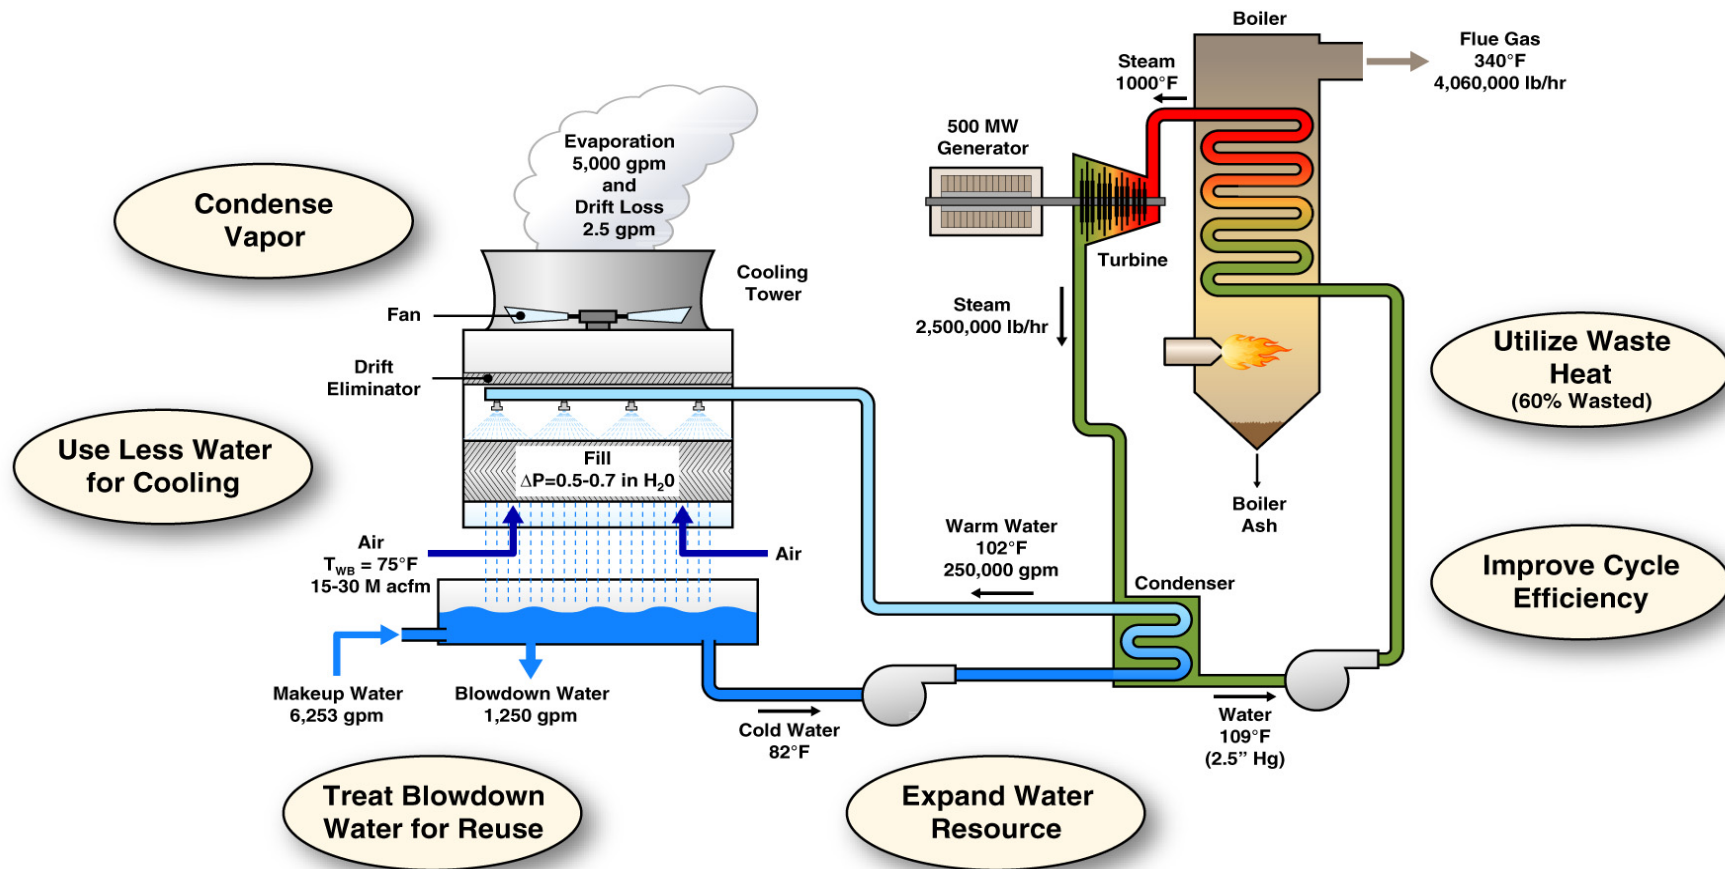 Boiler
Flue Gas
340°F
4,060,000 lb/hr
Steam
1000°F
500 MW
Generator
Evaporation
5,000 gpm
and
Drift Loss
2.5 gpm
Condense
Vapor
Cooling
Tower
Turbine
Fan
Steam
2,500,000 lb/hr
Drift
Eliminator
Utilize Waste
Heat
(60% Wasted)
Use Less Water
for Cooling
Fill
ΔP=0.5-0.7 in H₂0
Boiler
Ash
Air
T_WB = 75°F
15-30 M acfm
Air
Warm Water
102°F
250,000 gpm
Condenser
Improve Cycle
Efficiency
Makeup Water
6,253 gpm
Blowdown Water
1,250 gpm
Cold Water
82°F
Water
109°F
(2.5” Hg)
Treat Blowdown
Water for Reuse
Expand Water
Resource